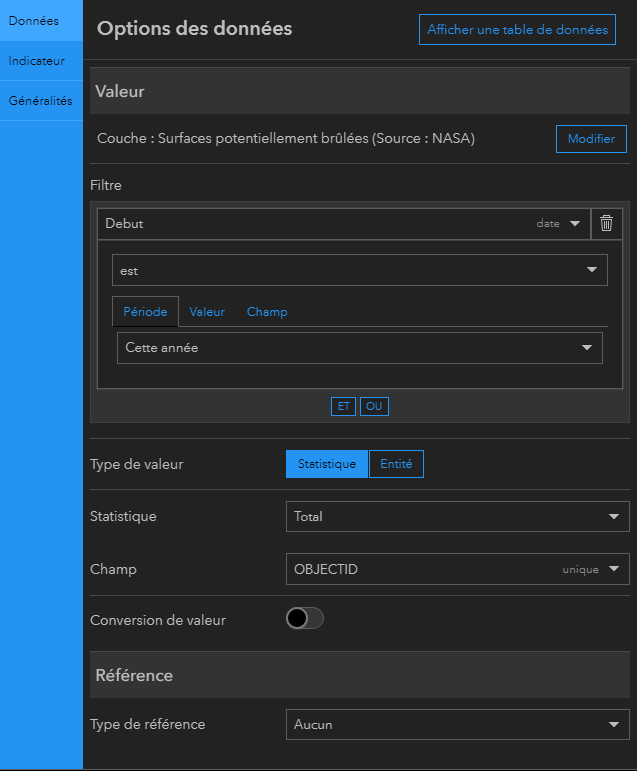 Données
Indicateur
Généralités
Options des données
Afficher une table de données
Valeur
Couche : Surfaces potentiellement brûlées (Source : NASA)
Modifier
Filtre
Debut date
est
Période Valeur Champ
Cette année
ET OU
Type de valeur Statistique Entité
Statistique Total
Champ OBJECTID unique
Conversion de valeur
Référence
Type de référence Aucun